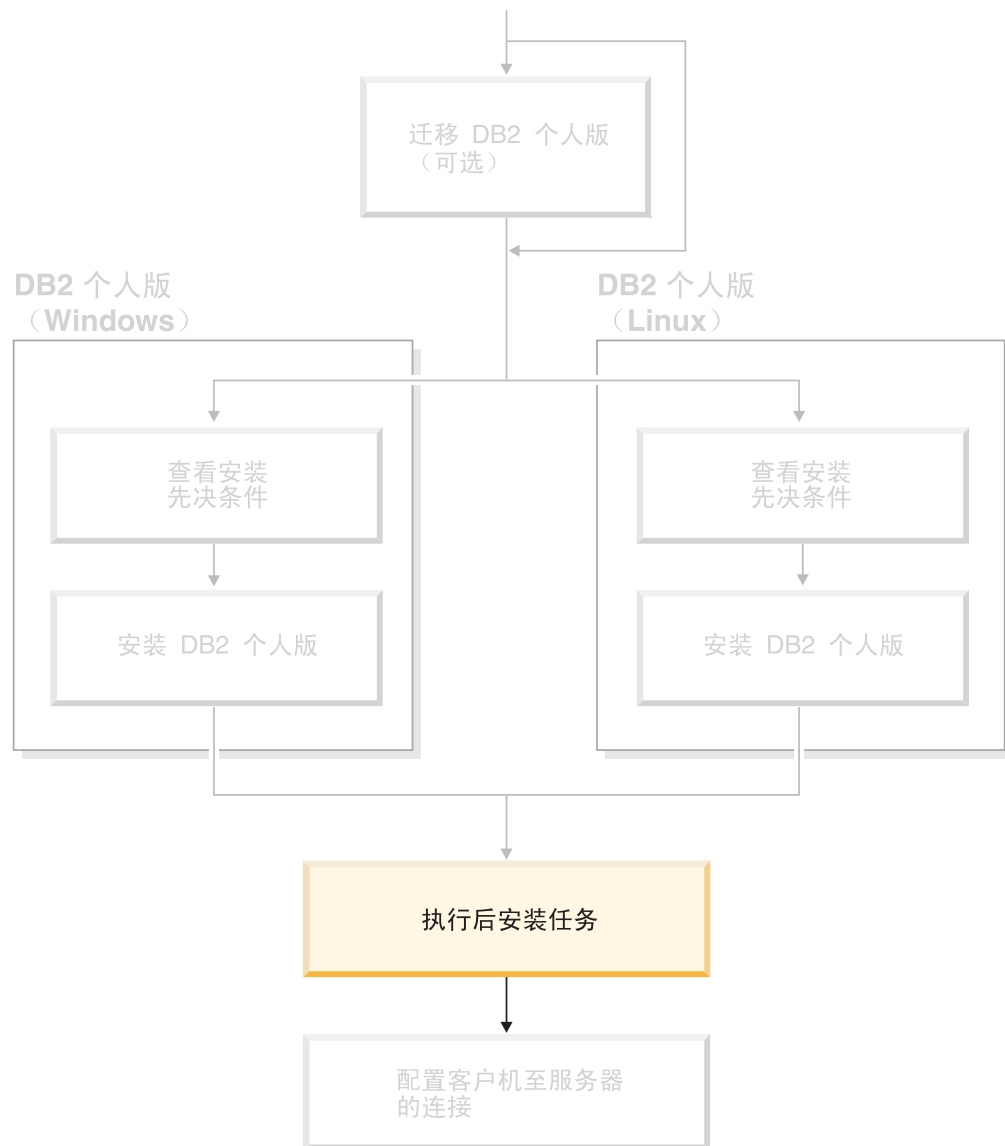 迁移 DB2 个人版
（可选）
DB2 个人版
（Windows）
DB2 个人版
（Linux）
查看安装
先决条件
查看安装
先决条件
安装 DB2 个人版
安装 DB2 个人版
执行后安装任务
配置客户机至服务器
的连接